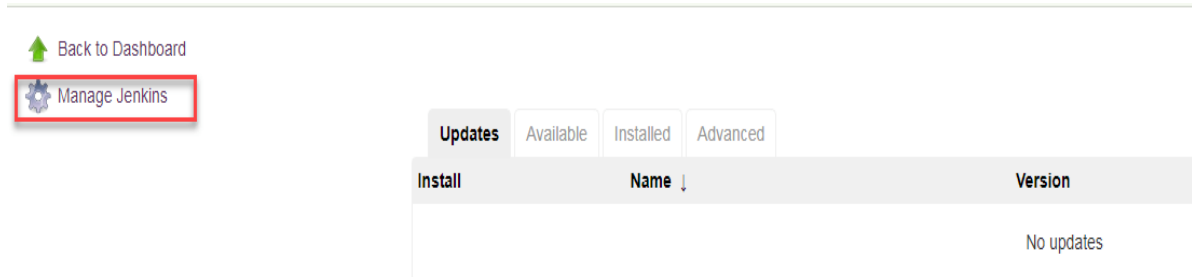 Back to Dashboard
Manage Jenkins
Updates Available Installed Advanced
Install Name ↓ Version
No updates